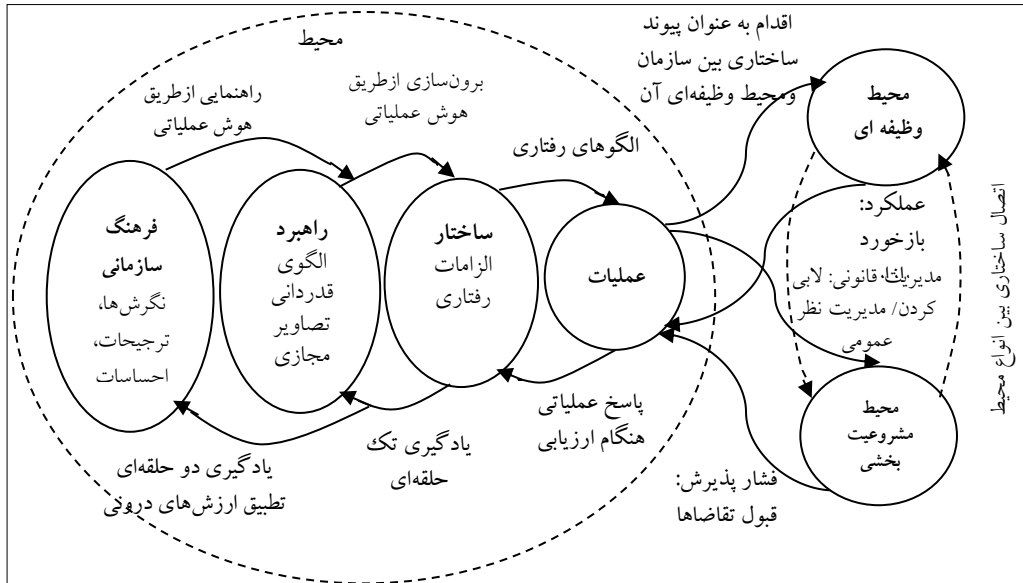 محیط
راهنمایی ازطریق
هوش عملیاتی
برون‌سازی ازطریق
هوش عملیاتی
الگوهای رفتاری
اقدام به عنوان پیوند
ساختاری بین سازمان
ومحیط وظیفه‌ای آن
محیط
وظیفه ای
فرهنگ
سازمانی
نگرش‌ها،
ترجیحات،
احساسات
راهبرد
الگوی
قدردانی
تصاویر
مجازی
ساختار
الزامات
رفتاری
عملیات
عملکرد:
بازخورد
مدیریت قانونی: لابی
کردن/ مدیریت نظر
عمومی
محیط
مشروعیت
بخشی
اتصال ساختاری بین انواع محیط
یادگیری دو حلقه‌ای
تطبیق ارزش‌های درونی
یادگیری تک
حلقه‌ای
پاسخ عملیاتی
هنگام ارزیابی
فشار پذیرش:
قبول تقاضاها